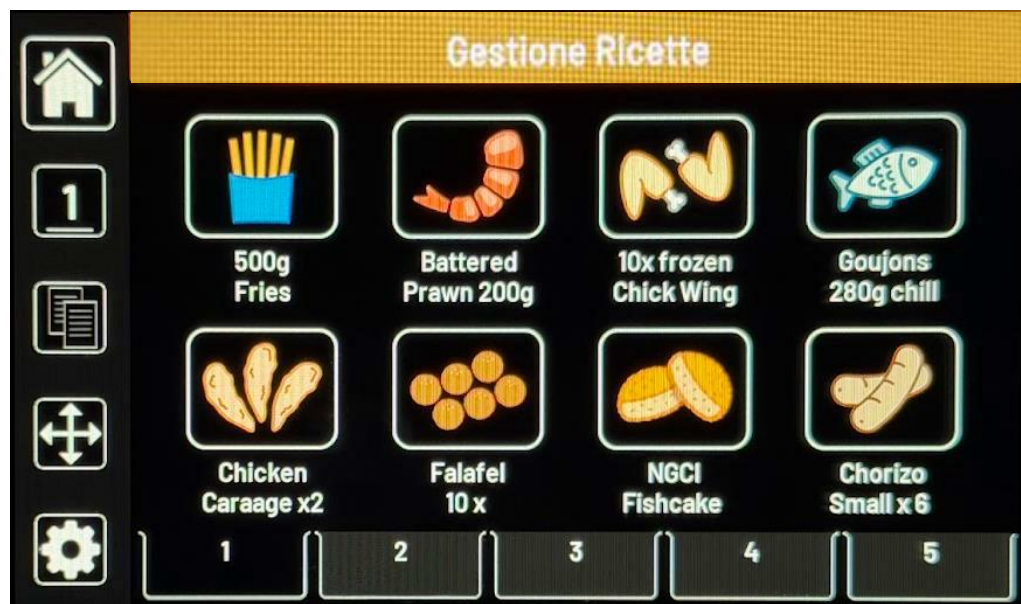 Gestione Ricette
1
500g
Fries
Battered
Prawn 200g
10x frozen
Chick Wing
Goujons
280g chill
Chicken
Caraage x2
Falafel
10 x
NGCI
Fishcake
Chorizo
Small x 6
1
2
3
4
5